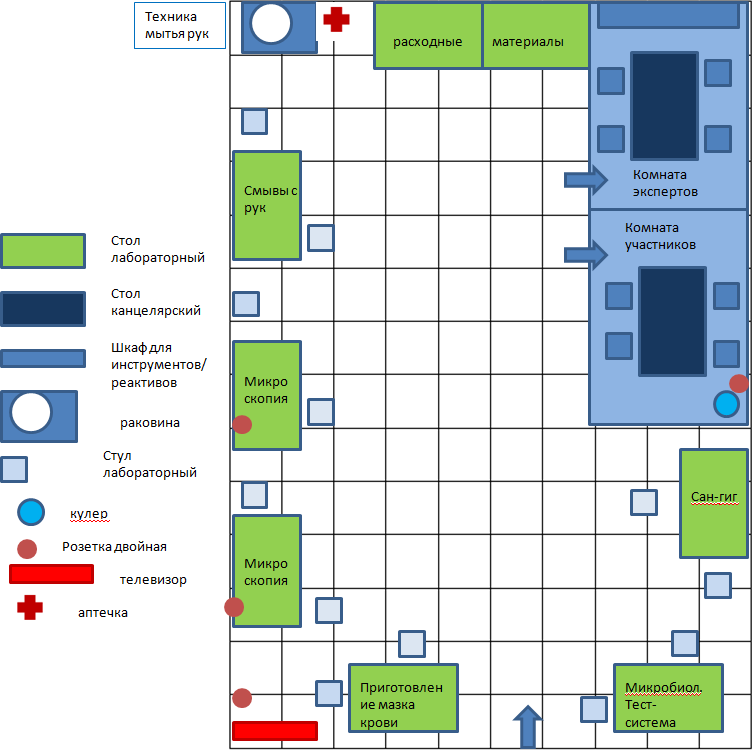 Техника
мытья рук
расходные
материалы
Комната
экспертов
Смывы с
рук
Комната
участников
Стол
лабораторный
Стол
канцелярский
Шкаф для
инструментов/
реактивов
раковина
Стул
лабораторный
кулер
Розетка двойная
телевизор
аптечка
Микро
скопия
Сан-гиг
Микро
скопия
Приготовлен
ие мазка
крови
Микробиол.
Тест-
система